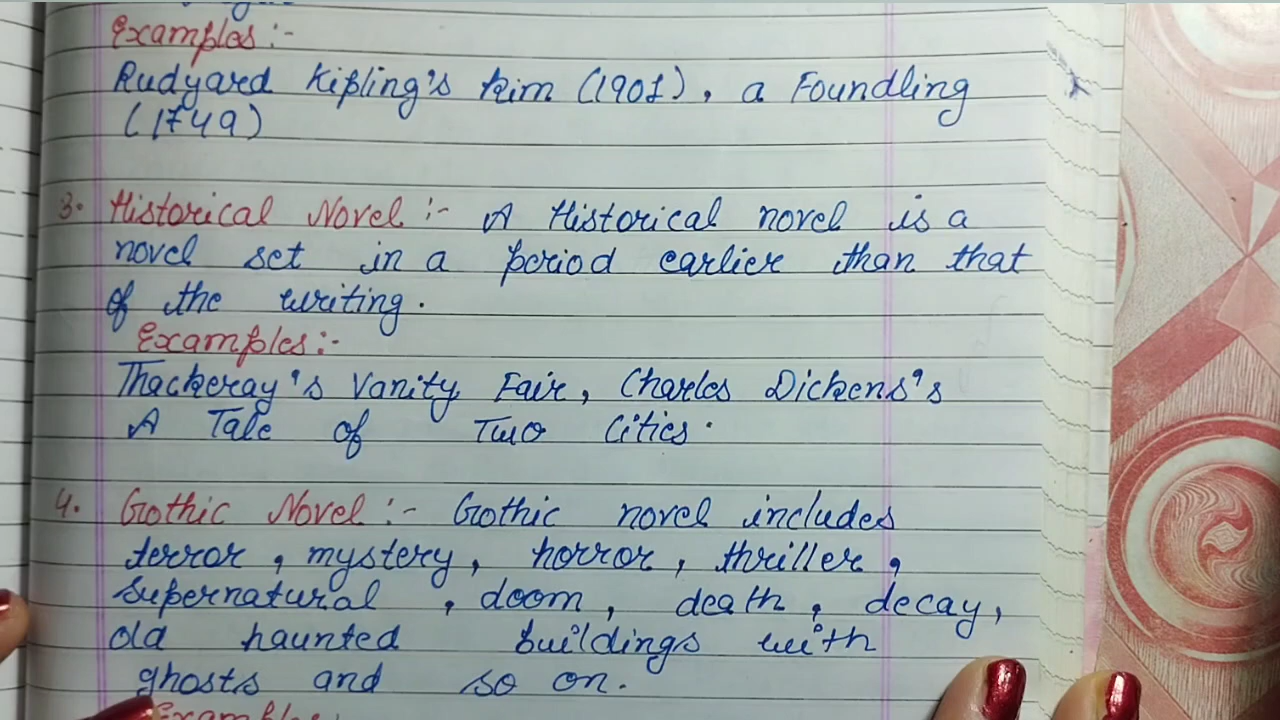 Examples :-
Rudyard Kipling's Kim (1901), a Foundling
(1749)
3. Historical Novel :- A Historical novel is a
novel set in a period earlier than that
of the writing.
Examples :-
Thackeray's Vanity Fair, Charles Dickens's
A Tale of Two Cities.
4. Gothic Novel :- Gothic novel includes
terror, mystery, horror, thriller,
supernatural, doom, death, decay,
old haunted buildings with
ghosts and so on.
Examples: